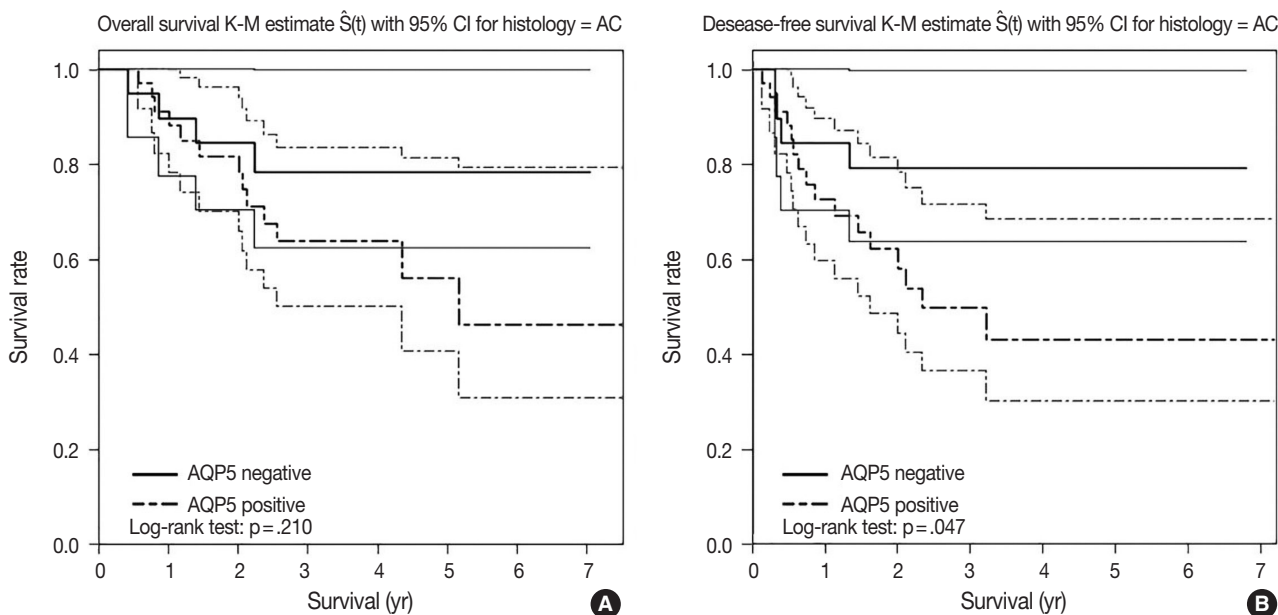 Overall survival K-M estimate Ŝ(t) with 95% CI for histology = AC
1.0
0.8
0.6
0.4
0.2
0.0
Survival rate
AQP5 negative
AQP5 positive
Log-rank test: p=.210
0 1 2 3 4 5 6 7
Survival (yr)
A
Desease-free survival K-M estimate Ŝ(t) with 95% CI for histology = AC
1.0
0.8
0.6
0.4
0.2
0.0
Survival rate
AQP5 negative
AQP5 positive
Log-rank test: p=.047
0 1 2 3 4 5 6 7
Survival (yr)
B